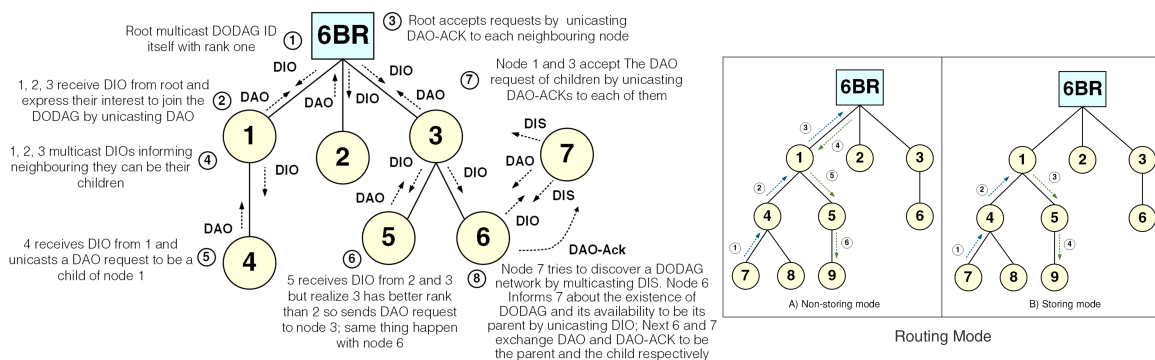 Root multicast DODAG ID
itself with rank one
1
6BR
3
Root accepts requests by unicasting
DAO-ACK to each neighbouring node
1, 2, 3 receive DIO from root and
express their interest to join the
DODAG by unicasting DAO
2
DIO
DAO
DAO
DIO
DIO
DAO
7
Node 1 and 3 accept The DAO
request of children by unicasting
DAO-ACKs to each of them
1
2
3
7
1, 2, 3 multicast DIOs informing
neighbouring they can be their
children
4
DIO
DAO
4
DIO
DAO
DIO
DIS
DAO
DIS
DIO
DAO-Ack
5
6
4 receives DIO from 1 and
unicasts a DAO request to be a
child of node 1
5
6
5 receives DIO from 2 and 3
but realize 3 has better rank
than 2 so sends DAO request
to node 3; same thing happen
with node 6
8
Node 7 tries to discover a DODAG
network by multicasting DIS. Node 6
Informs 7 about the existence of
DODAG and its availability to be its
parent by unicasting DIO; Next 6 and 7
exchange DAO and DAO-ACK to be
the parent and the child respectively
6BR
3
4
1
2
3
2
5
4
5
6
1
6
7
8
9
A) Non-storing mode
6BR
1
2
3
2
3
4
5
6
1
4
7
8
9
B) Storing mode
Routing Mode